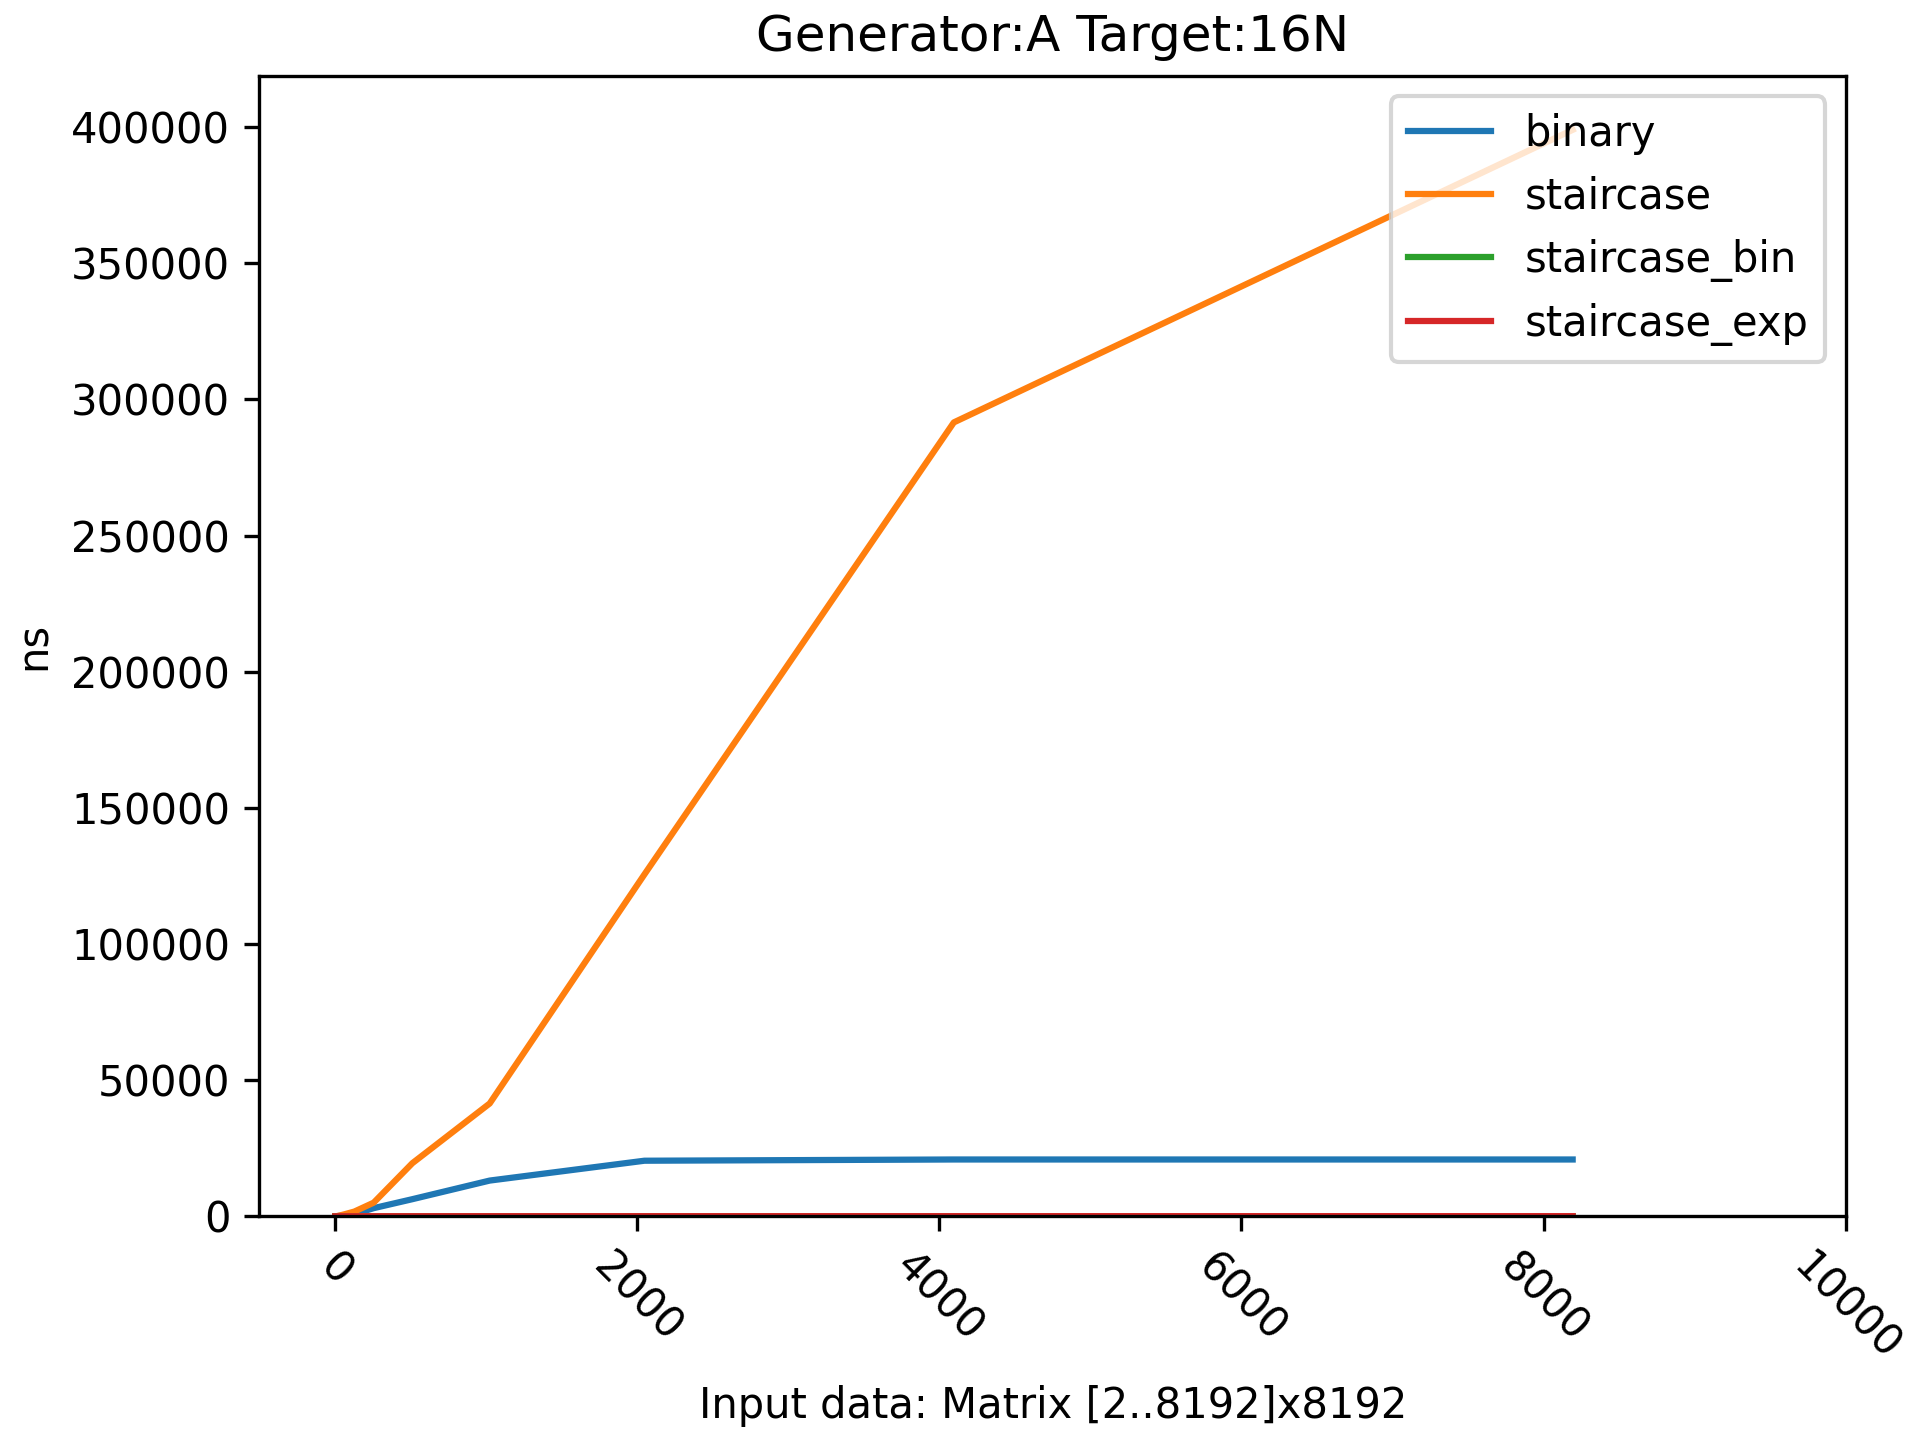 Generator:A Target:16N
400000
350000
300000
250000
200000
150000
100000
50000
0
ns
binary
staircase
staircase_bin
staircase_exp
0
2000
4000
6000
8000
10000
Input data: Matrix [2..8192]x8192